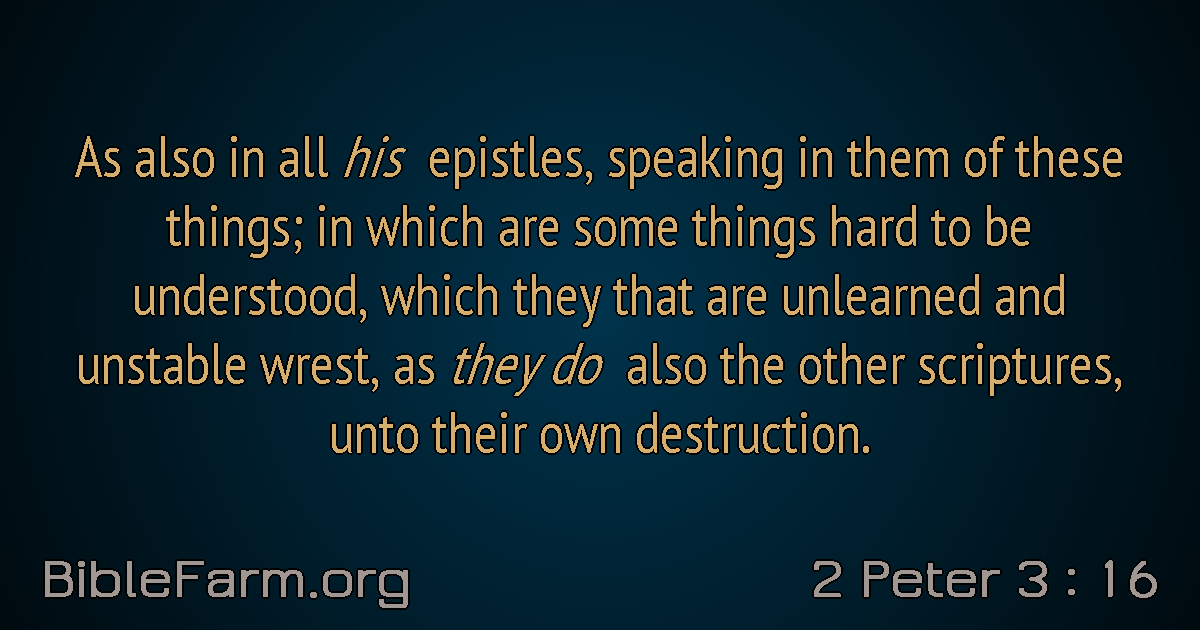 As also in all his epistles, speaking in them of these
things; in which are some things hard to be
understood, which they that are unlearned and
unstable wrest, as they do also the other scriptures,
unto their own destruction.
BibleFarm.org
2 Peter 3 : 16